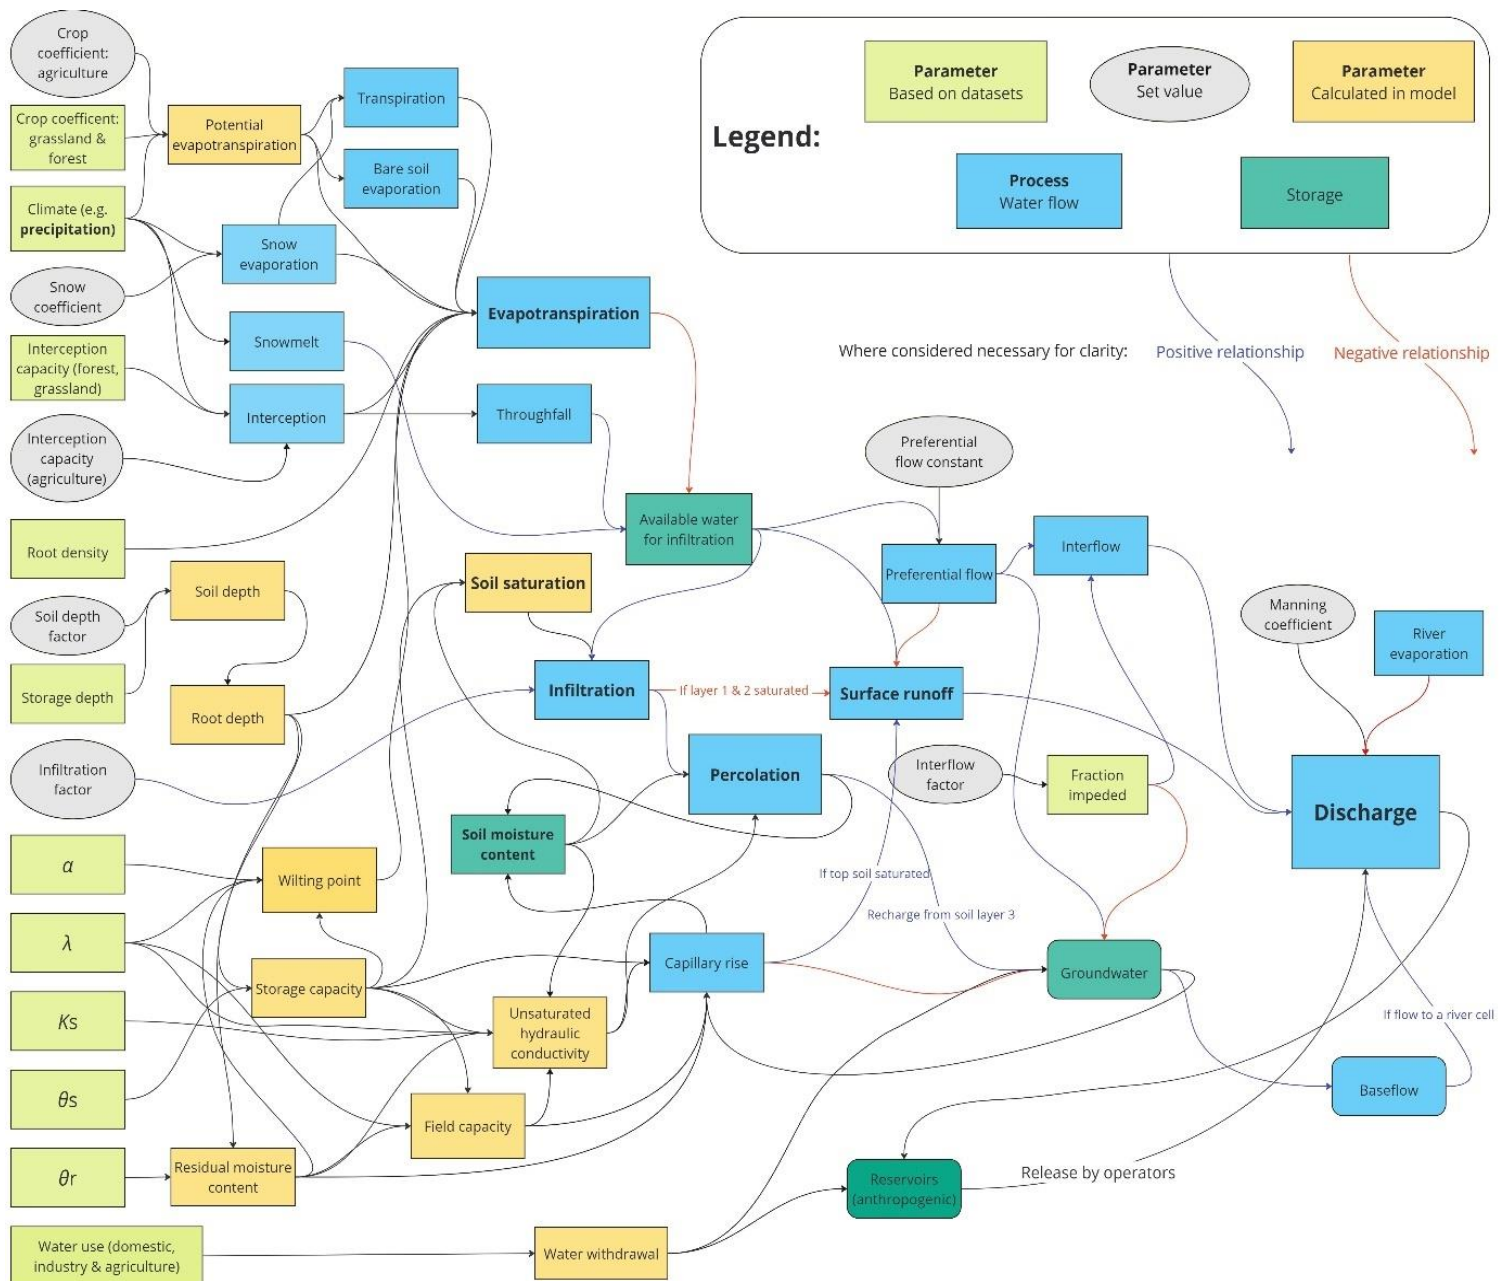 Crop
coefficient:
agriculture
Crop coefficent:
grassland &
forest
Climate (e.g.
precipitation)
Snow
coefficient
Interception
capacity (forest,
grassland)
Interception
capacity
(agriculture)
Root density
Soil depth
factor
Storage depth
Infiltration
factor
α
λ
Ks
θs
θr
Water use (domestic,
industry & agriculture)
Potential
evapotranspiration
Transpiration
Bare soil
evaporation
Snow
evaporation
Snowmelt
Interception
Evapotranspiration
Throughfall
Available water
for infiltration
Soil depth
Root depth
Soil saturation
Infiltration
If layer 1 & 2 saturated
Surface runoff
Percolation
Soil moisture
content
Wilting point
Storage capacity
Unsaturated
hydraulic
conductivity
Field capacity
Residual moisture
content
Water withdrawal
Capillary rise
If top soil saturated
Recharge from soil layer 3
Preferential
flow constant
Preferential flow
Interflow
Interflow
factor
Fraction
impeded
Groundwater
Manning
coefficient
River
evaporation
Discharge
If flow to a river cell
Baseflow
Reservoirs
(anthropogenic)
Release by operators
Legend:
Parameter
Based on datasets
Parameter
Set value
Parameter
Calculated in model
Process
Water flow
Storage
Where considered necessary for clarity:
Positive relationship
Negative relationship